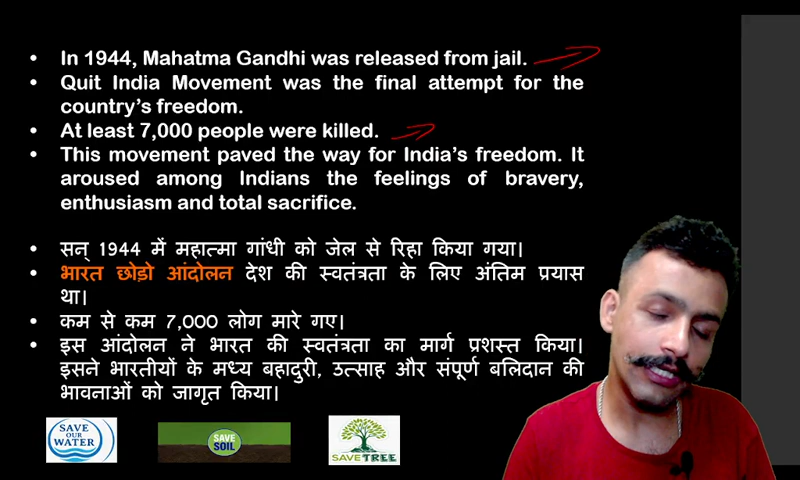 • In 1944, Mahatma Gandhi was released from jail.
• Quit India Movement was the final attempt for the
country's freedom.
• At least 7,000 people were killed.
• This movement paved the way for India's freedom. It
aroused among Indians the feelings of bravery,
enthusiasm and total sacrifice.
• सन् 1944 में महात्मा गांधी को जेल से रिहा किया गया।
• भारत छोड़ो आंदोलन देश की स्वतंत्रता के लिए अंतिम प्रयास
था।
• कम से कम 7,000 लोग मारे गए।
• इस आंदोलन ने भारत की स्वतंत्रता का मार्ग प्रशस्त किया।
इसने भारतीयों के मध्य बहादुरी, उत्साह और संपूर्ण बलिदान की
भावनाओं को जागृत किया।
SAVE
OUR
WATER
SAVE
SOIL
SAVE TREE